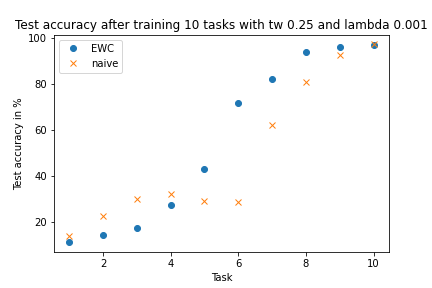 Test accuracy after training 10 tasks with tw 0.25 and lambda 0.001
EWC
naive
100
80
60
40
20
Test accuracy in %
2 4 6 8 10
Task